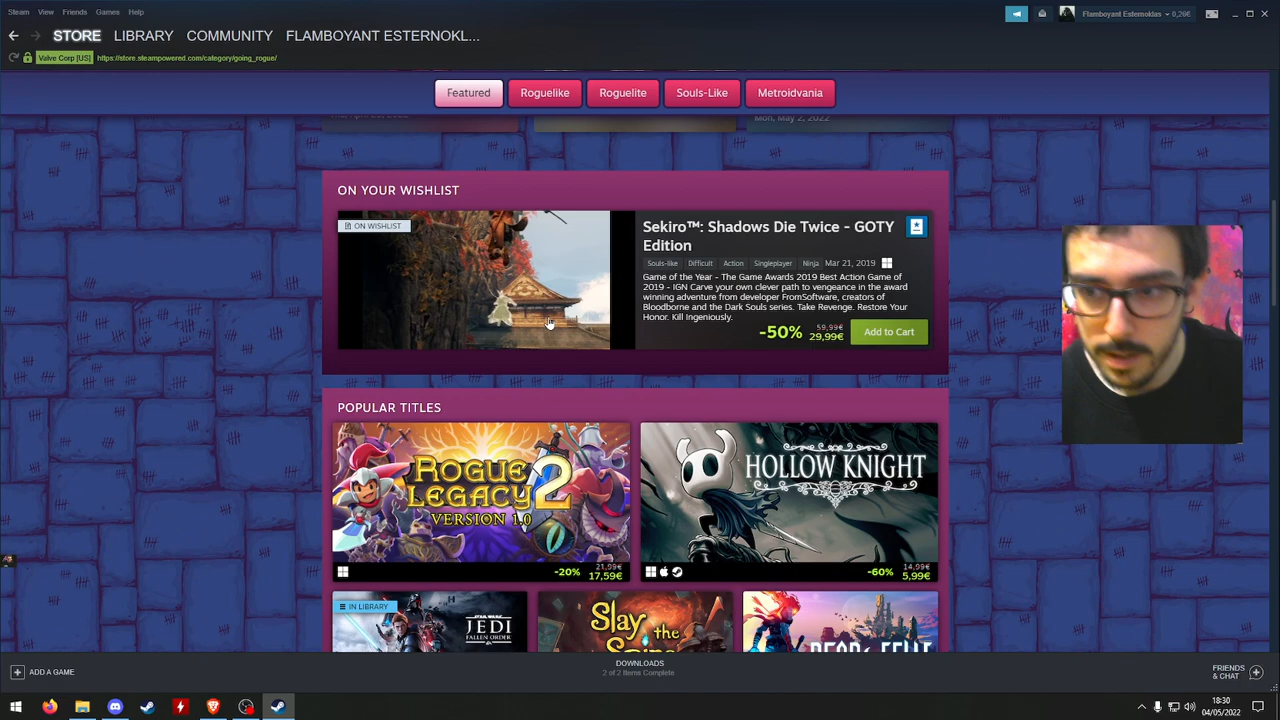 Steam View Friends Games Help
Flamboyant Esternoklas 0,26€
STORE LIBRARY COMMUNITY FLAMBOYANT ESTERNOKL...
Valve Corp [US] https://store.steampowered.com/category/going_rogue/
Featured Roguelike Roguelite Souls-Like Metroidvania
Mon, May 2, 2022
ON YOUR WISHLIST
ON WISHLIST
Sekiro™: Shadows Die Twice - GOTY
Edition
Souls-like Difficult Action Singleplayer Ninja Mar 21, 2019
Game of the Year - The Game Awards 2019 Best Action Game of
2019 - IGN Carve your own clever path to vengeance in the award
winning adventure from developer FromSoftware, creators of
Bloodborne and the Dark Souls series. Take Revenge. Restore Your
Honor. Kill Ingeniously.
-50% 59,99€ 29,99€ Add to Cart
POPULAR TITLES
ROGUE
LEGACY 2
VERSION 1.0
-20% 21,99€ 17,59€
HOLLOW KNIGHT
-60% 14,99€ 5,99€
IN LIBRARY
STAR WARS
JEDI
FALLEN ORDER
Slay
the
ADD A GAME
DOWNLOADS
2 of 2 Items Complete
FRIENDS
& CHAT
18:30
04/05/2022